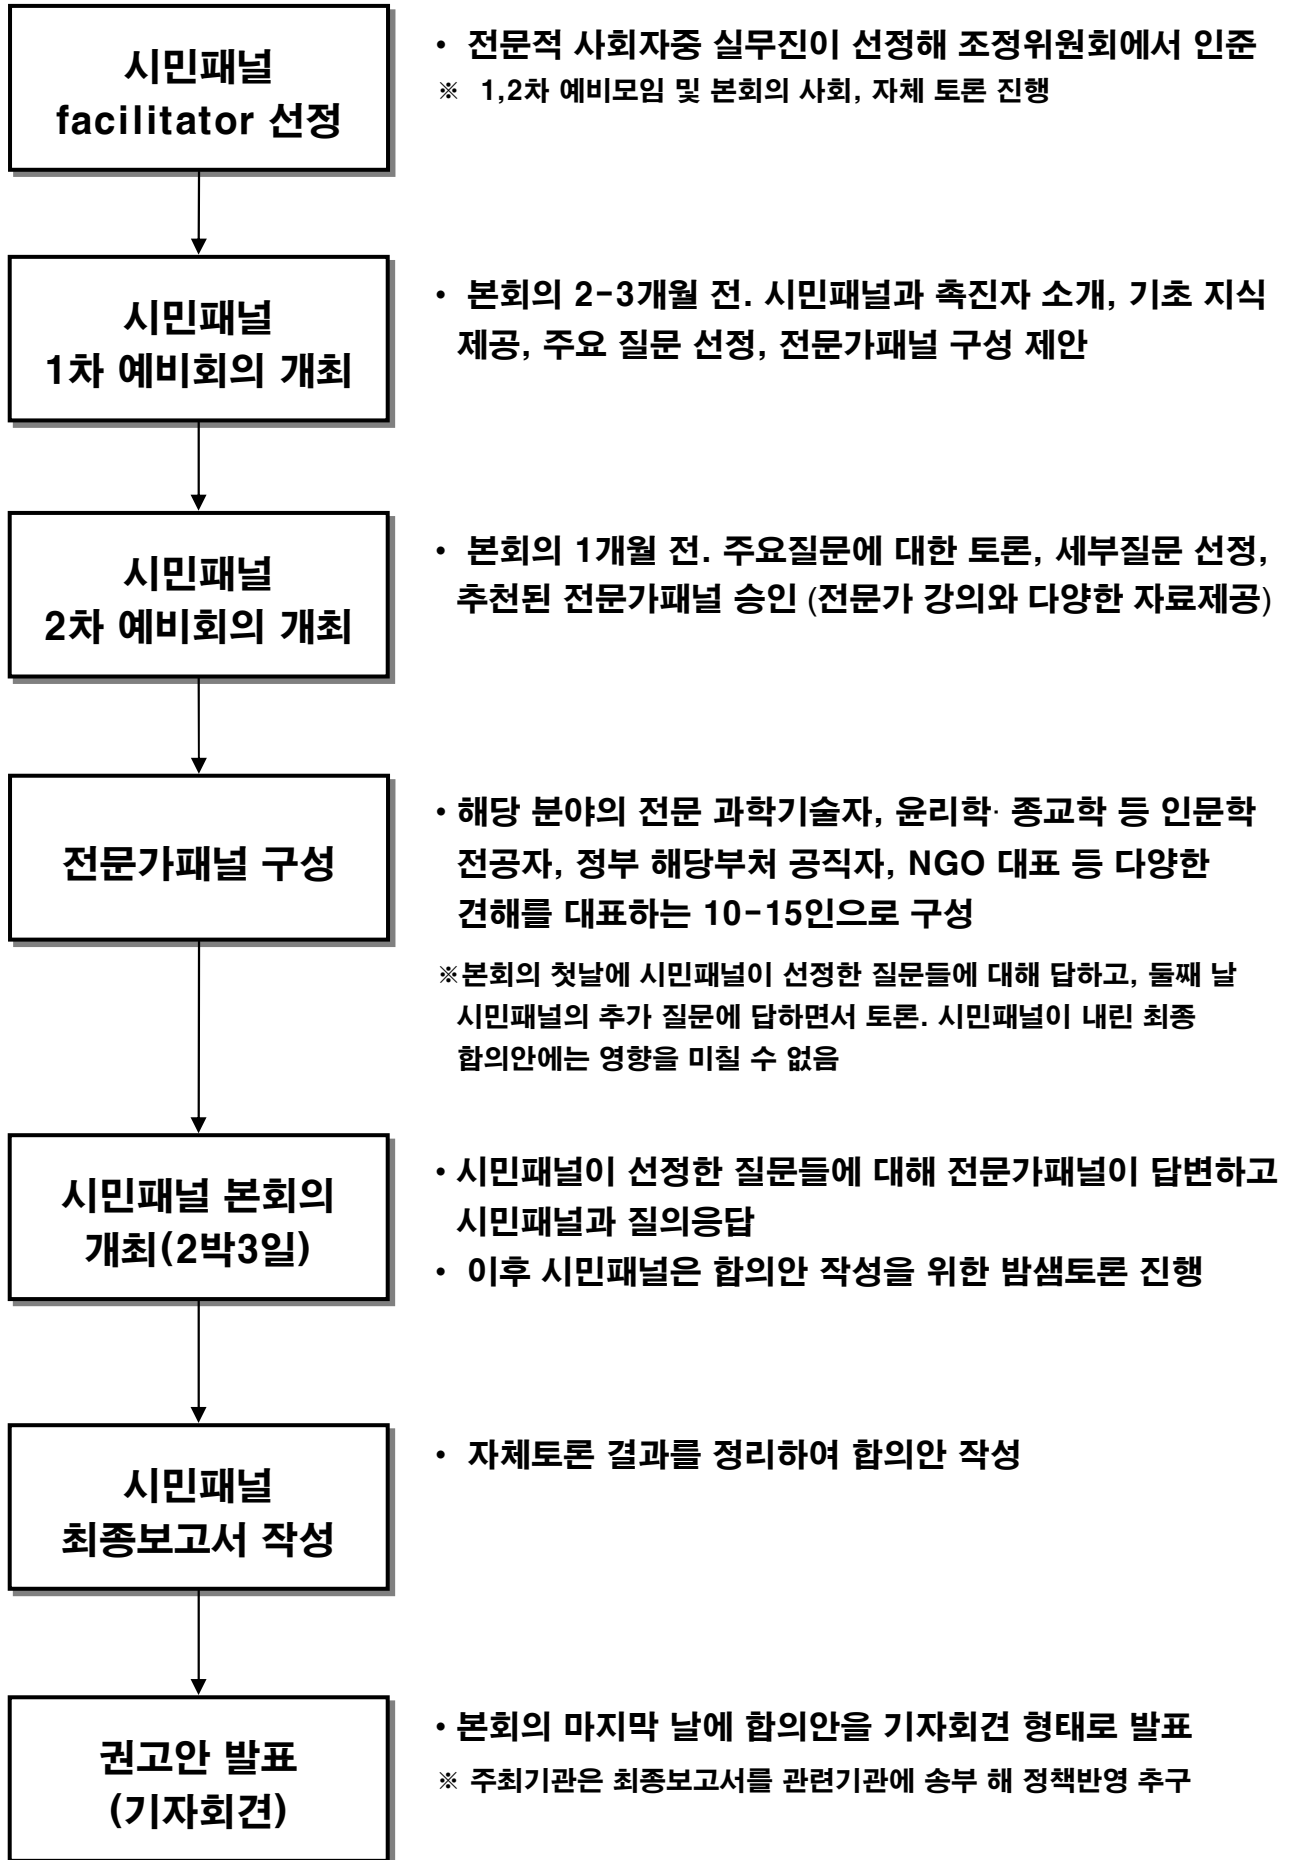 시민패널
facilitator 선정
• 전문적 사회자중 실무진이 선정해 조정위원회에서 인준
※ 1,2차 예비모임 및 본회의 사회, 자체 토론 진행
시민패널
1차 예비회의 개최
• 본회의 2-3개월 전. 시민패널과 촉진자 소개, 기초 지식
제공, 주요 질문 선정, 전문가패널 구성 제안
시민패널
2차 예비회의 개최
• 본회의 1개월 전. 주요질문에 대한 토론, 세부질문 선정,
추천된 전문가패널 승인 (전문가 강의와 다양한 자료제공)
전문가패널 구성
• 해당 분야의 전문 과학기술자, 윤리학· 종교학 등 인문학
전공자, 정부 해당부처 공직자, NGO 대표 등 다양한
견해를 대표하는 10-15인으로 구성
※본회의 첫날에 시민패널이 선정한 질문들에 대해 답하고, 둘째 날
시민패널의 추가 질문에 답하면서 토론. 시민패널이 내린 최종
합의안에는 영향을 미칠 수 없음
시민패널 본회의
개최(2박3일)
• 시민패널이 선정한 질문들에 대해 전문가패널이 답변하고
시민패널과 질의응답
• 이후 시민패널은 합의안 작성을 위한 밤샘토론 진행
시민패널
최종보고서 작성
• 자체토론 결과를 정리하여 합의안 작성
권고안 발표
(기자회견)
• 본회의 마지막 날에 합의안을 기자회견 형태로 발표
※ 주최기관은 최종보고서를 관련기관에 송부 해 정책반영 추구